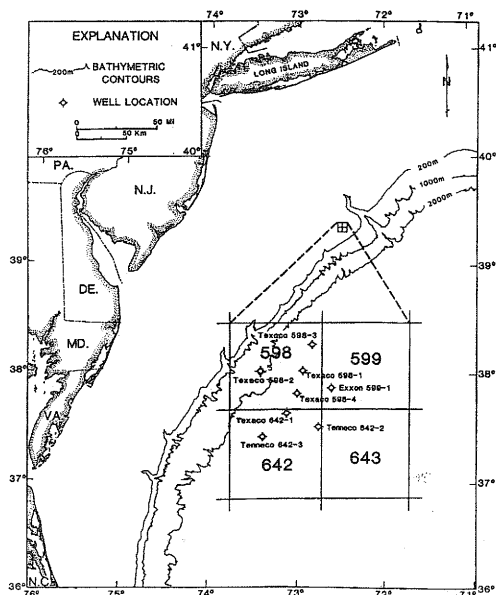 74° 73° 72° 71°
EXPLANATION
200m BATHYMETRIC CONTOURS
WELL LOCATION
0 50 MI
0 50 Km
N.Y.
LONG ISLAND
N
41° 41°
76° 75°
40° 40°
PA.
N.J.
200m
1000m
2000m
39° 39°
DE.
MD.
VA.
N.C.
38° 38°
Texaco 598-3
598 599
Texaco 598-2 Texaco 598-1
Exxon 599-1
Texaco 598-4
Texaco 642-1
Tenneco 642-2
Tenneco 642-3
642 643
37° 37°
36° 36°
76° 75° 74° 73° 72° 71°